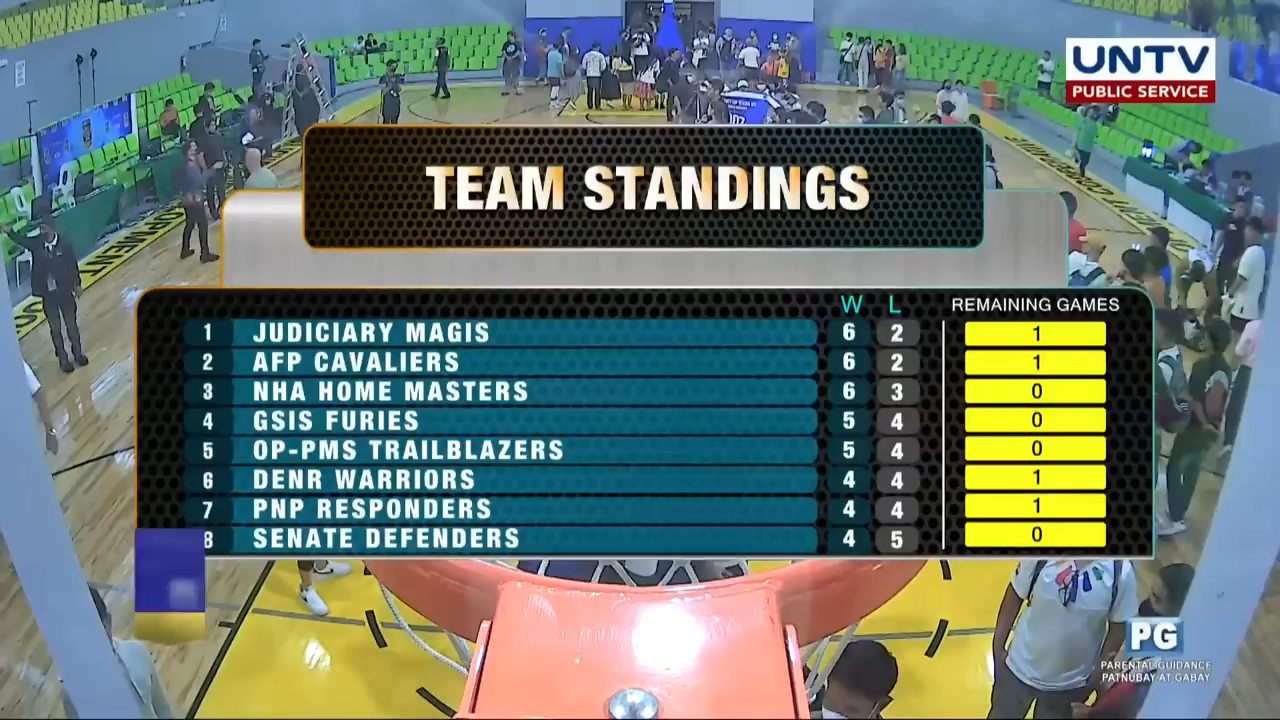 UNTV
PUBLIC SERVICE
TEAM STANDINGS
W L REMAINING GAMES
1 JUDICIARY MAGIS 6 2 1
2 AFP CAVALIERS 6 2 1
3 NHA HOME MASTERS 6 3 0
4 GSIS FURIES 5 4 0
5 OP-PMS TRAILBLAZERS 5 4 0
6 DENR WARRIORS 4 4 1
7 PNP RESPONDERS 4 4 1
8 SENATE DEFENDERS 4 5 0
PG
PARENTAL GUIDANCE
PATNUBAY AT GABAY